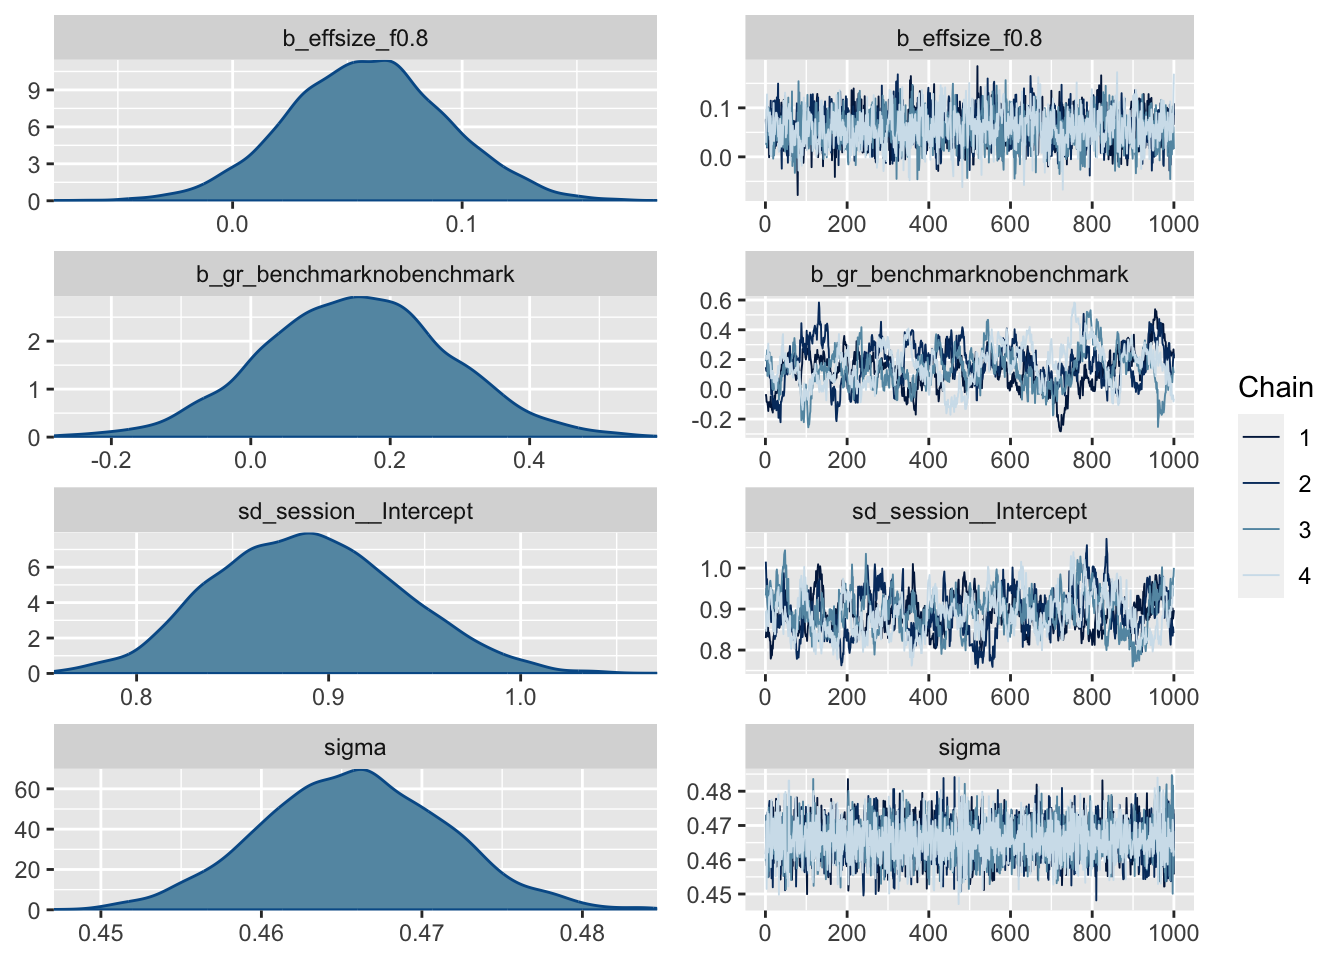 b_effsize_f0.8
9
6
3
0
0.0 0.1
b_effsize_f0.8
0.1
0.0
0 200 400 600 800 1000
b_gr_benchmarknobenchmark
2
1
0
-0.2 0.0 0.2 0.4
b_gr_benchmarknobenchmark
0.6
0.4
0.2
0.0
-0.2
0 200 400 600 800 1000
sd_session__Intercept
6
4
2
0
0.8 0.9 1.0
sd_session__Intercept
1.0
0.9
0.8
0 200 400 600 800 1000
sigma
60
40
20
0
0.45 0.46 0.47 0.48
sigma
0.48
0.47
0.46
0.45
0 200 400 600 800 1000
Chain
1
2
3
4